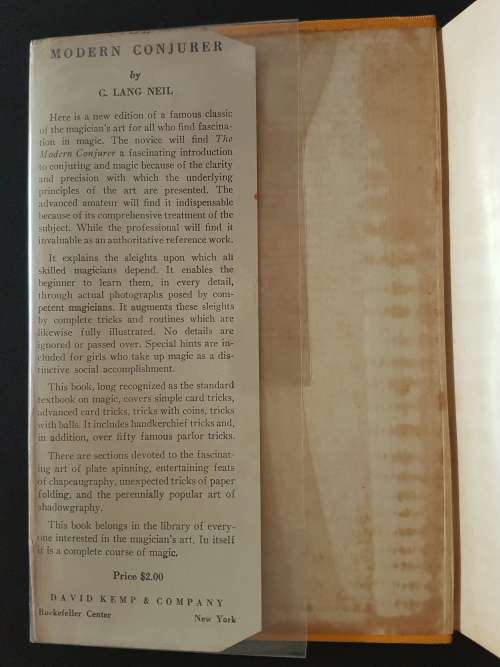 MODERN CONJURER
by
C. LANG NEIL
Here is a new edition of a famous classic
of the magician's art for all who find fascina-
tion in magic. The novice will find The
Modern Conjurer a fascinating introduction
to conjuring and magic because of the clarity
and precision with which the underlying
principles of the art are presented. The
advanced amateur will find it indispensable
because of its comprehensive treatment of the
subject. While the professional will find it
invaluable as an authoritative reference work.
It explains the sleights upon which all
skilled magicians depend. It enables the
beginner to learn them, in every detail,
through actual photographs posed by com-
petent magicians. It augments these sleights
by complete tricks and routines which are
likewise fully illustrated. No details are
ignored or passed over. Special hints are in-
cluded for girls who take up magic as a dis-
tinctive social accomplishment.
This book, long recognized as the standard
textbook on magic, covers simple card tricks,
advanced card tricks, tricks with coins, tricks
with balls. It includes handkerchief tricks and,
in addition, over fifty famous parlor tricks.
There are sections devoted to the fascinat-
ing art of plate spinning, entertaining feats
of chapeaugraphy, unexpected tricks of paper
folding, and the perennially popular art of
shadowgraphy.
This book belongs in the library of every-
one interested in the magician's art. In itself
it is a complete course of magic.
Price $2.00
DAVID KEMP & COMPANY
Rockefeller Center New York